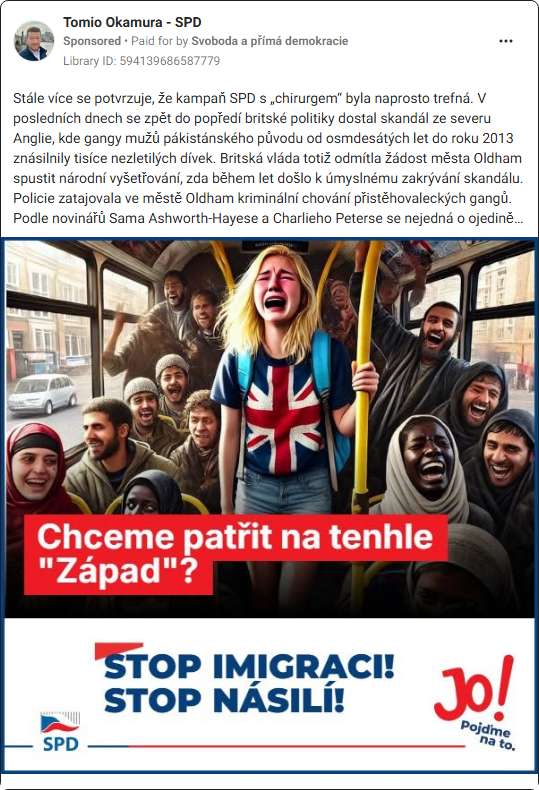 Tomio Okamura - SPD
Sponsored • Paid for by Svoboda a přímá demokracie
Library ID: 594139686587779
Stále více se potvrzuje, že kampaň SPD s „chirurgem“ byla naprosto trefná. V
posledních dnech se zpět do popředí britské politiky dostal skandál ze severu
Anglie, kde gangy mužů pákistánského původu od osmdesátých let do roku 2013
znásilnily tisíce nezletilých dívek. Britská vláda totiž odmítla žádost města Oldham
spustit národní vyšetřování, zda během let došlo k úmyslnému zakrývání skandálu.
Policie zatajovala ve městě Oldham kriminální chování přistěhovaleckých gangů.
Podle novinářů Sama Ashworth-Hayese a Charlieho Peterse se nejedná o ojedině...
Chceme patřit na tenhle
"Západ"?
STOP IMIGRACI!
STOP NÁSILÍ!
SPD
Jo!
Pojďme
na to.